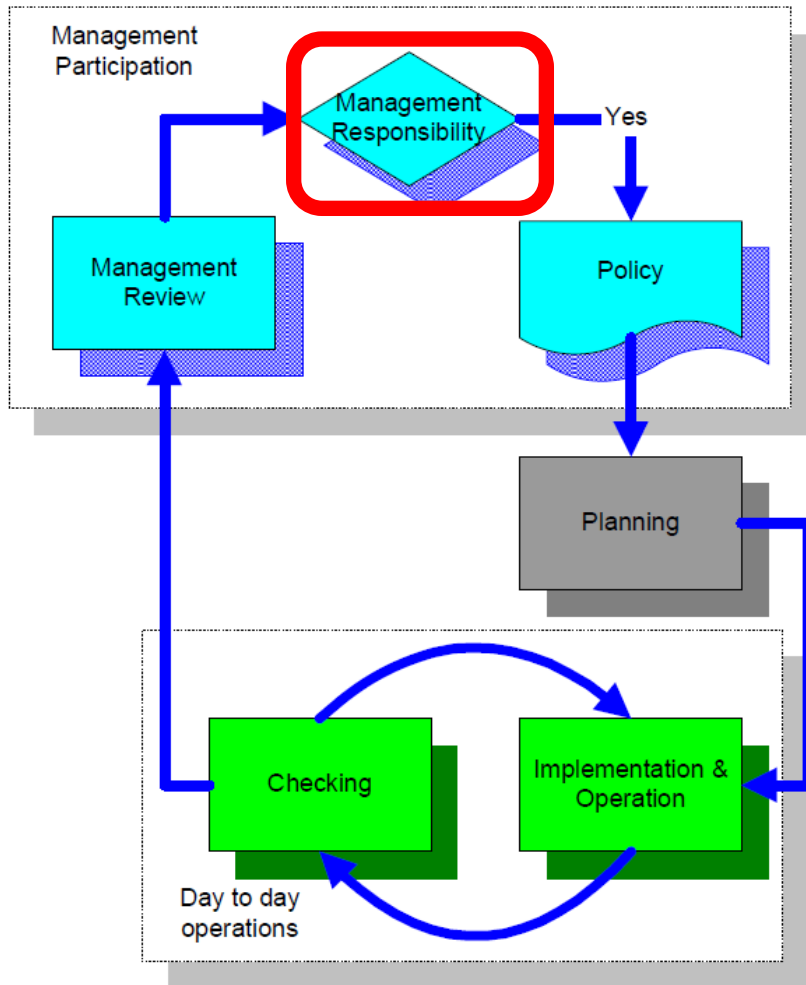 Management
Participation
Management
Responsibility
Yes
Management
Review
Policy
Planning
Checking
Implementation &
Operation
Day to day
operations